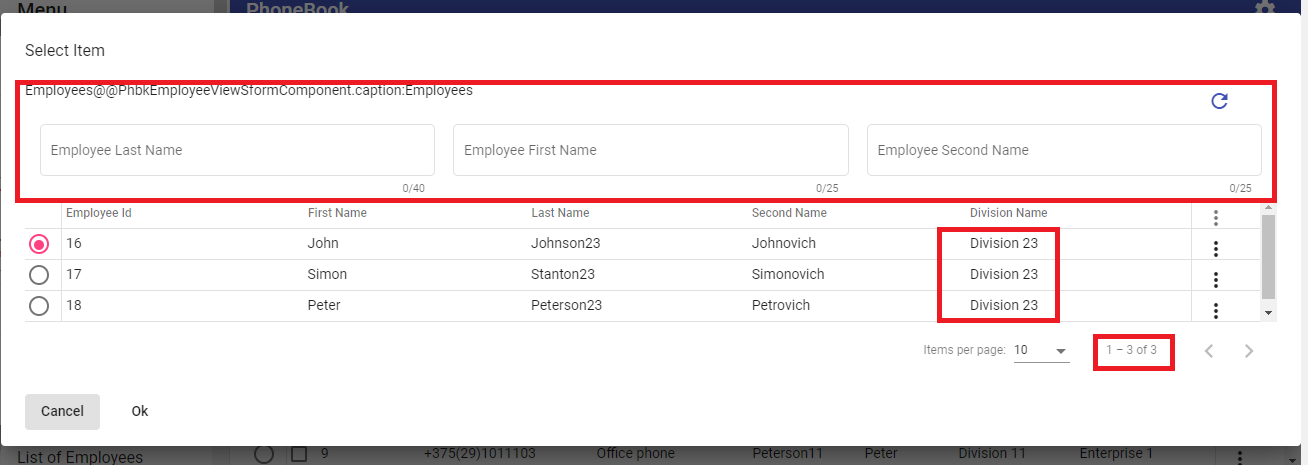 Menu
PhoneBook
Select Item
Employees@@PhbkEmployeeViewSformComponent.caption:Employees
Employee Last Name Employee First Name Employee Second Name
0/40 0/25 0/25
Employee Id First Name Last Name Second Name Division Name
16 John Johnson23 Johnovich Division 23
17 Simon Stanton23 Simonovich Division 23
18 Peter Peterson23 Petrovich Division 23
Items per page: 10 1 – 3 of 3
Cancel Ok
List of Employees 9 +375(29)1011103 Office phone Peterson11 Peter Division 11 Enterprise 1